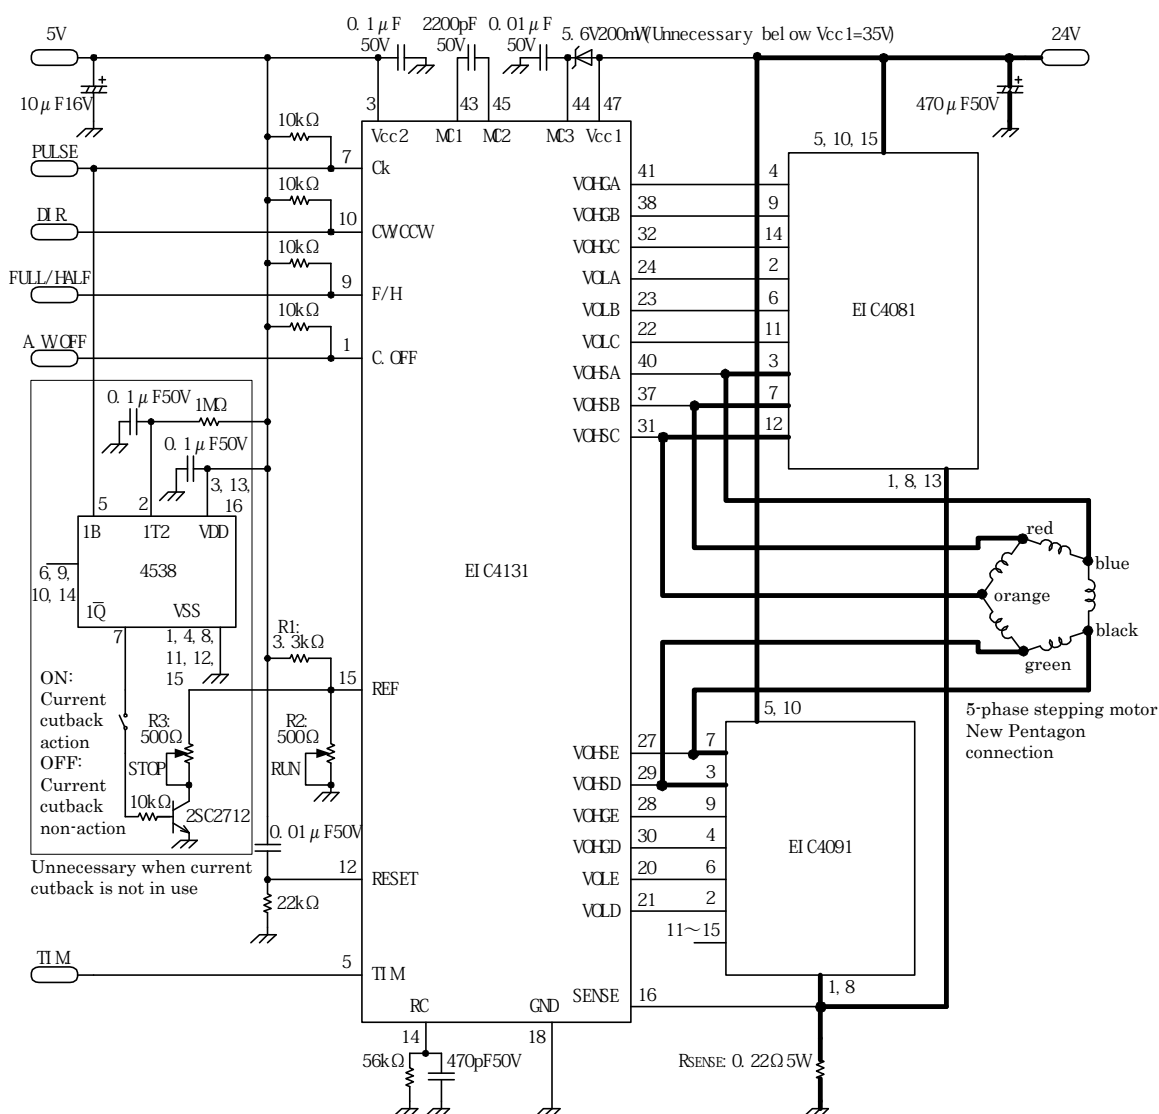 5V
0.1μF
50V
2200pF
50V
0.01μF
50V
5.6V200mW(Unnecessary below Vcc1=35V)
24V
+
10μF16V
+
470μF50V
3
43
45
44
47
Vcc2
MC1
MC2
MC3
Vcc1
5, 10, 15
10kΩ
PULSE
7
Ck
10kΩ
DIR.
10
CW/CCW
10kΩ
FULL/HALF
9
F/H
10kΩ
A.W.OFF
1
C.OFF
VOHGA
41
4
VOHGB
38
9
VOHGC
32
14
VOLA
24
2
VOLB
23
6
VOLC
22
11
VOHSA
40
3
VOHSB
37
7
VOHSC
31
12
EIC4081
1, 8, 13
0.1μF50V
1MΩ
0.1μF50V
3, 13,
16
5
2
1B
1T2
VDD
4538
6, 9,
10, 14
1Q̅
VSS
7
1, 4, 8,
11, 12,
15
EIC4131
red
blue
orange
black
green
5-phase stepping motor
New Pentagon
connection
R1:
3.3kΩ
15
REF
ON:
Current
cutback
action
OFF:
Current
cutback
non-action
R3:
500Ω
STOP
R2:
500Ω
RUN
10kΩ
2SC2712
Unnecessary when current
cutback is not in use
0.01μF50V
12
RESET
22kΩ
TIM.
5
TIM
5, 10
VOHSE
27
7
VOHSD
29
3
VOHGE
28
9
VOHGD
30
4
VOLE
20
6
VOLD
21
2
11～15
EIC4091
1, 8
SENSE
16
RC
GND
14
18
56kΩ
470pF50V
RSENSE: 0.22Ω5W